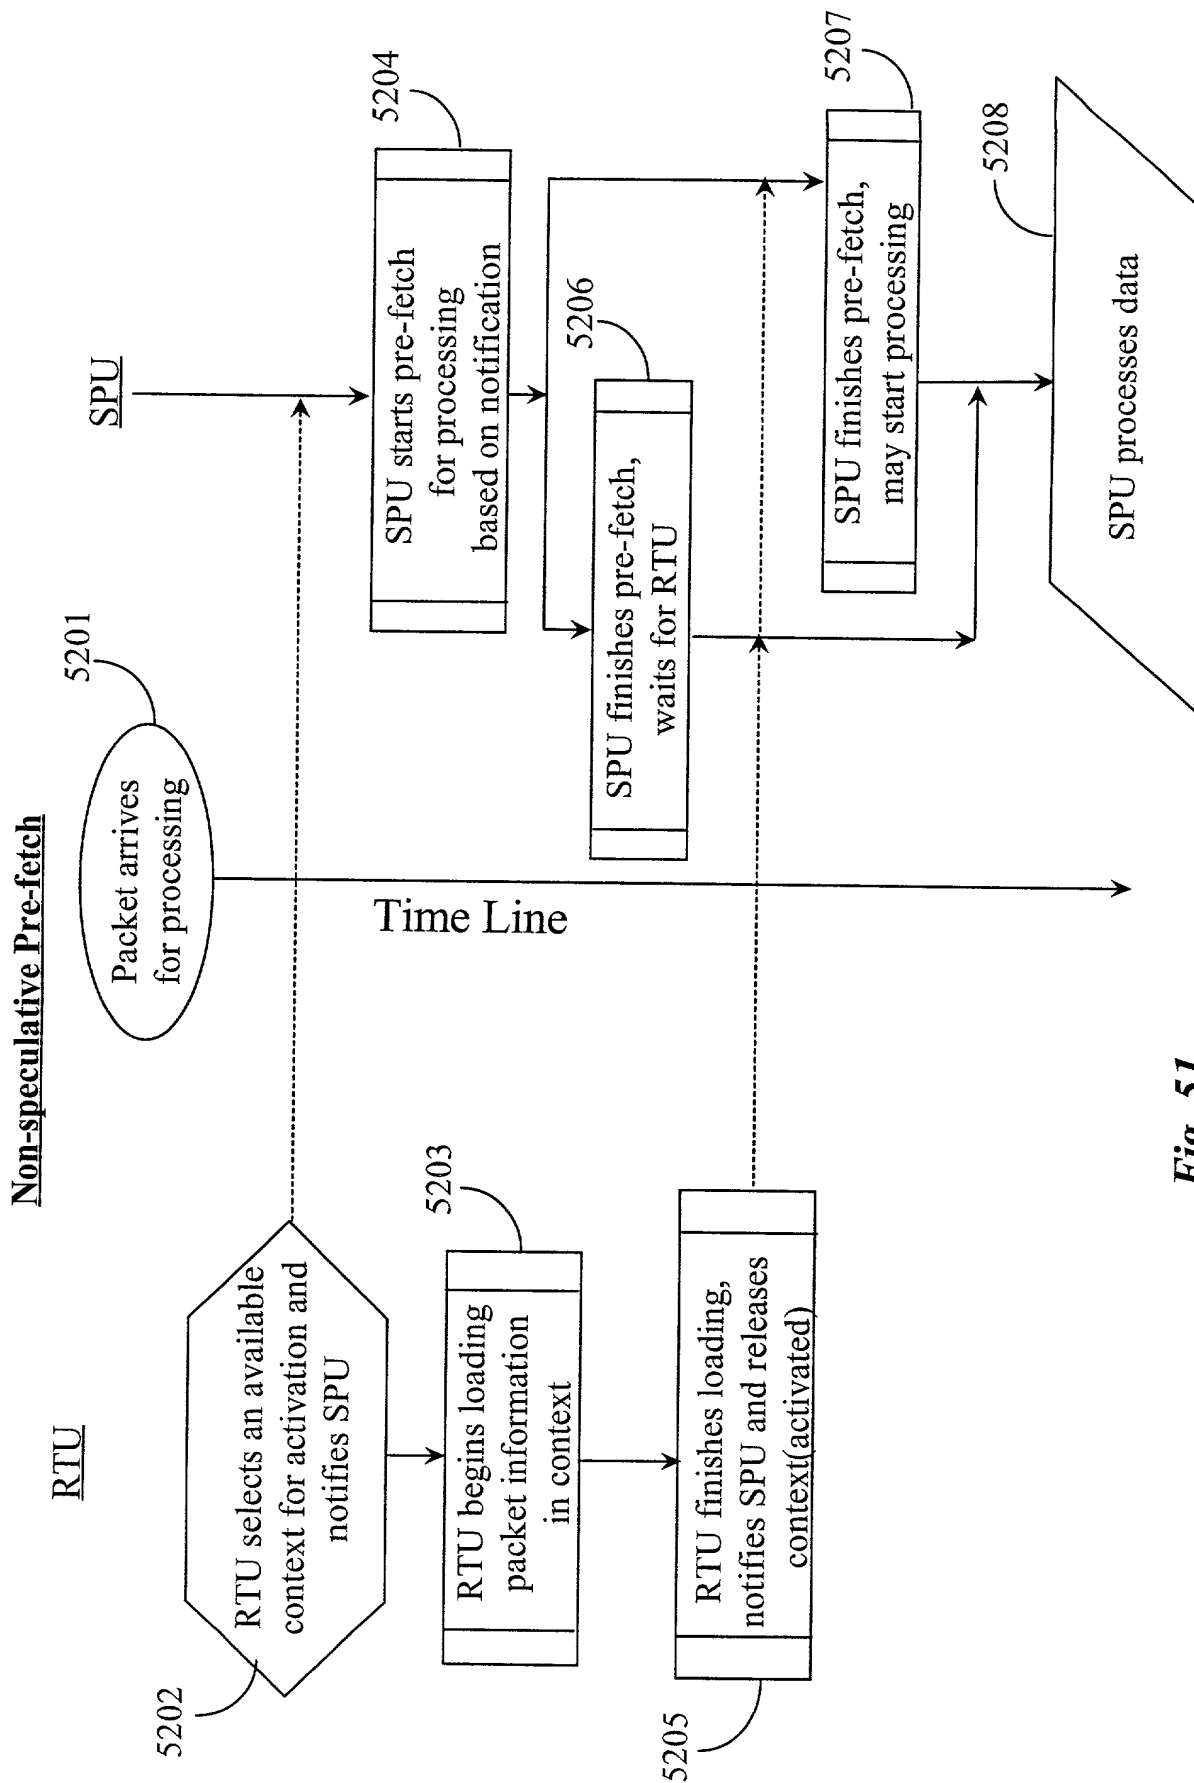 Non-speculative Pre-fetch
RTU
SPU
Packet arrives
for processing
5201
RTU selects an available
context for activation and
notifies SPU
5202
Time Line
SPU starts pre-fetch
for processing
based on notification
5204
RTU begins loading
packet information
in context
5203
SPU finishes pre-fetch,
waits for RTU
5206
RTU finishes loading,
notifies SPU and releases
context(activated)
5205
SPU finishes pre-fetch,
may start processing
5207
SPU processes data
5208
Fig. 51